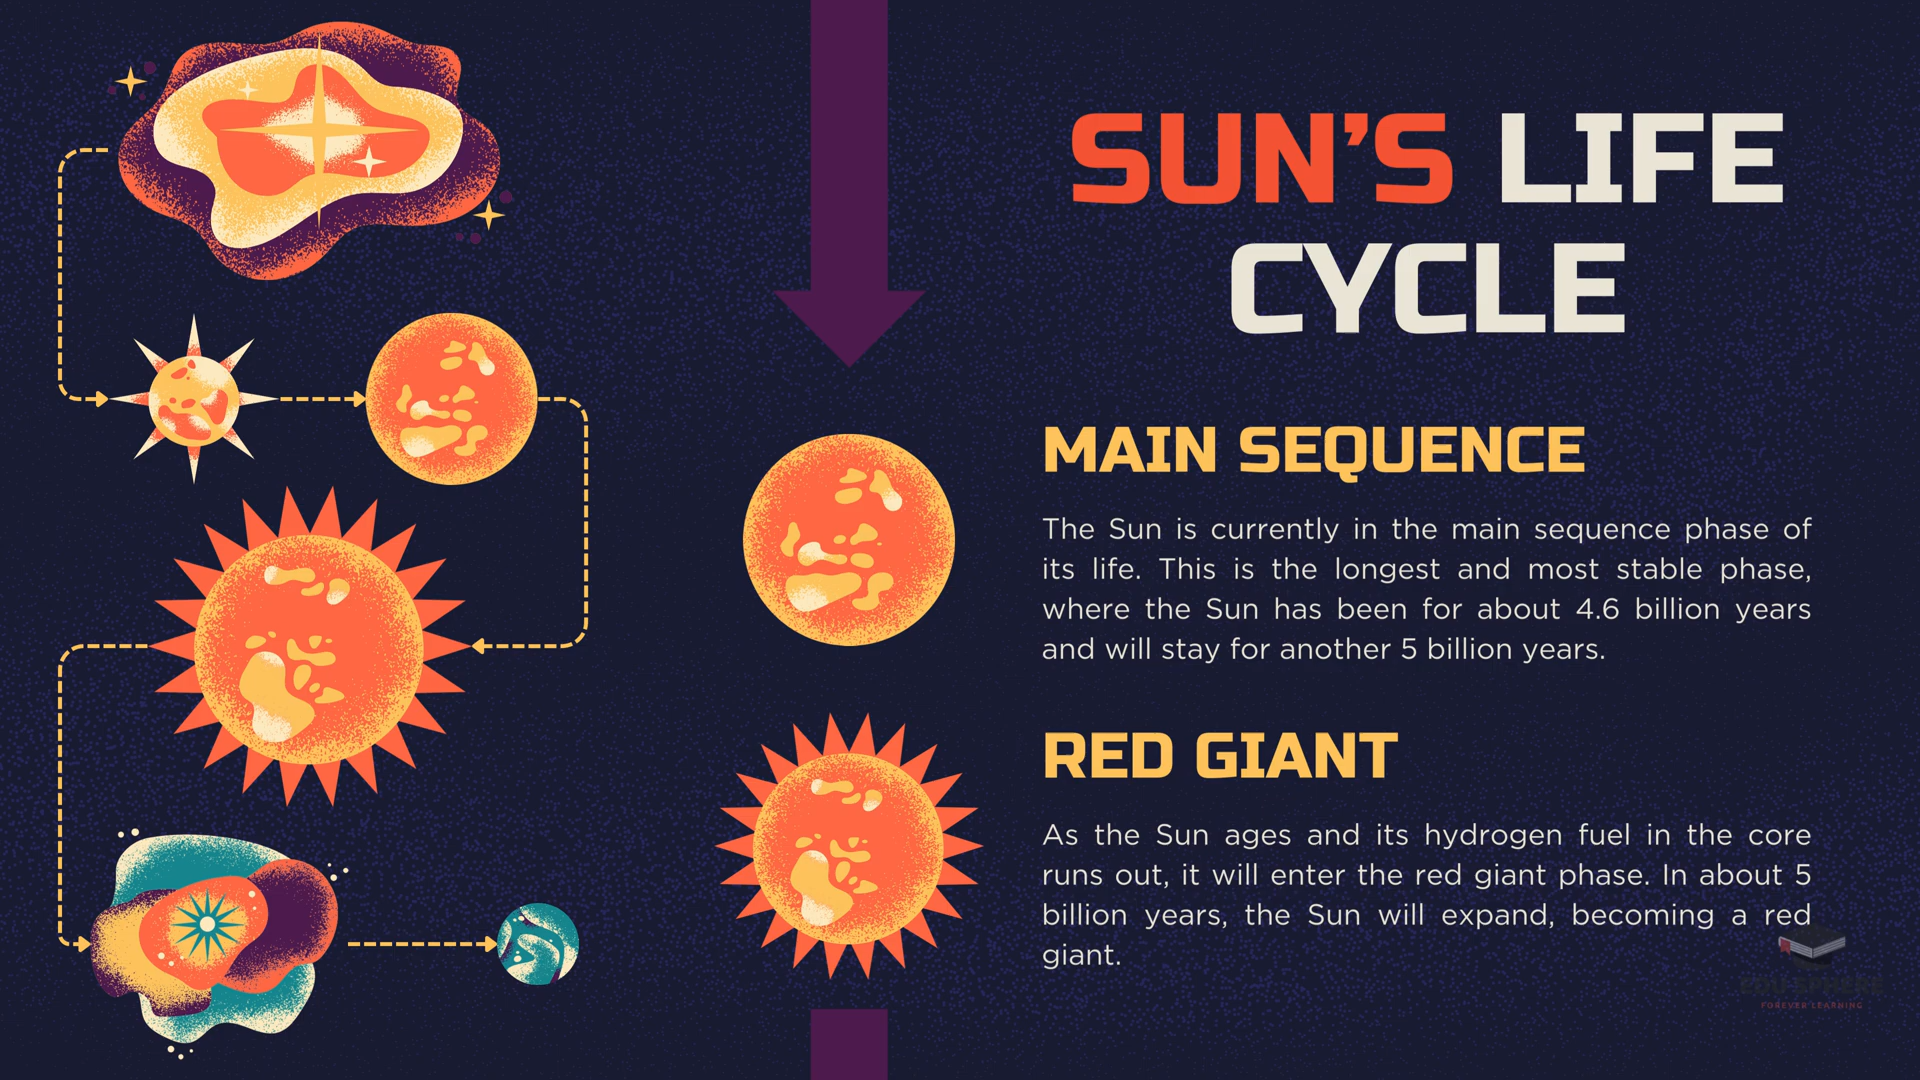 SUN'S LIFE
CYCLE
MAIN SEQUENCE
The Sun is currently in the main sequence phase of
its life. This is the longest and most stable phase,
where the Sun has been for about 4.6 billion years
and will stay for another 5 billion years.
RED GIANT
As the Sun ages and its hydrogen fuel in the core
runs out, it will enter the red giant phase. In about 5
billion years, the Sun will expand, becoming a red
giant.
EDU SPHERE
FOREVER LEARNING